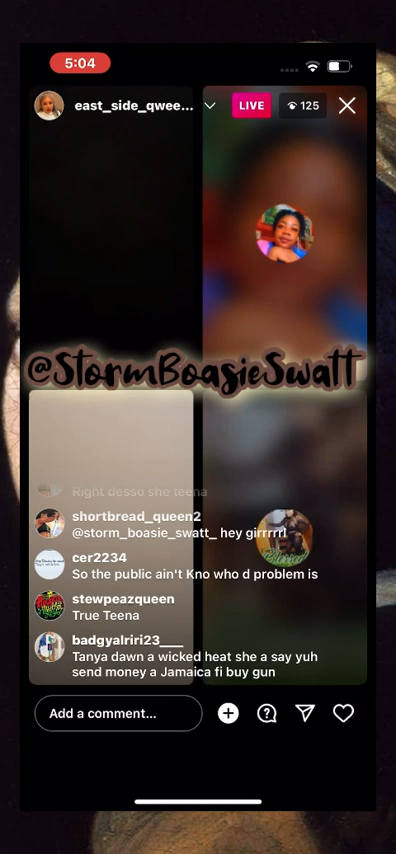 5:04
east_side_qwee...
LIVE
125
@StormBoasieSwatt
Right desso she teena
shortbread_queen2
@storm_boasie_swatt_ hey girrrrrl
cer2234
So the public ain't Kno who d problem is
stewpeazqueen
True Teena
badgyalriri23___
Tanya dawn a wicked heat she a say yuh
send money a Jamaica fi buy gun
Add a comment...